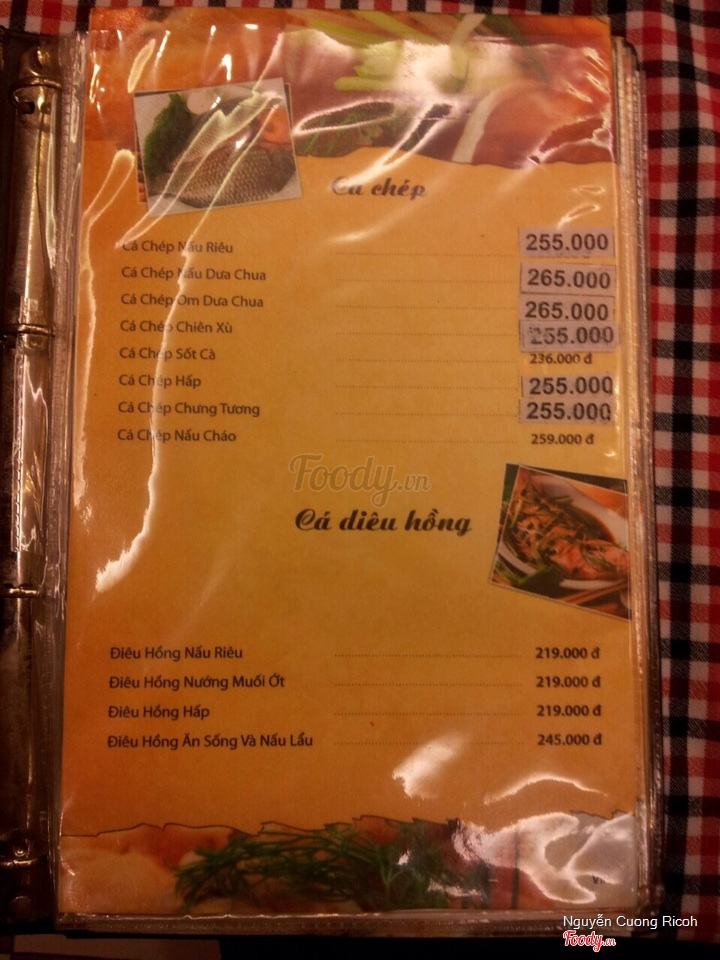 Cá chép
Cá Chép Nấu Riêu 255.000
Cá Chép Nấu Dưa Chua 265.000
Cá Chép Om Dưa Chua 265.000
Cá Chép Chiên Xù 255.000
Cá Chép Sốt Cà 236.000 đ
Cá Chép Hấp 255.000
Cá Chép Chưng Tương 255.000
Cá Chép Nấu Cháo 259.000 đ
Foody.vn
Cá diêu hồng
Điêu Hồng Nấu Riêu 219.000 đ
Điêu Hồng Nướng Muối Ớt 219.000 đ
Điêu Hồng Hấp 219.000 đ
Điêu Hồng Ăn Sống Và Nấu Lẩu 245.000 đ
Nguyễn Cuong Ricoh
Foody.vn